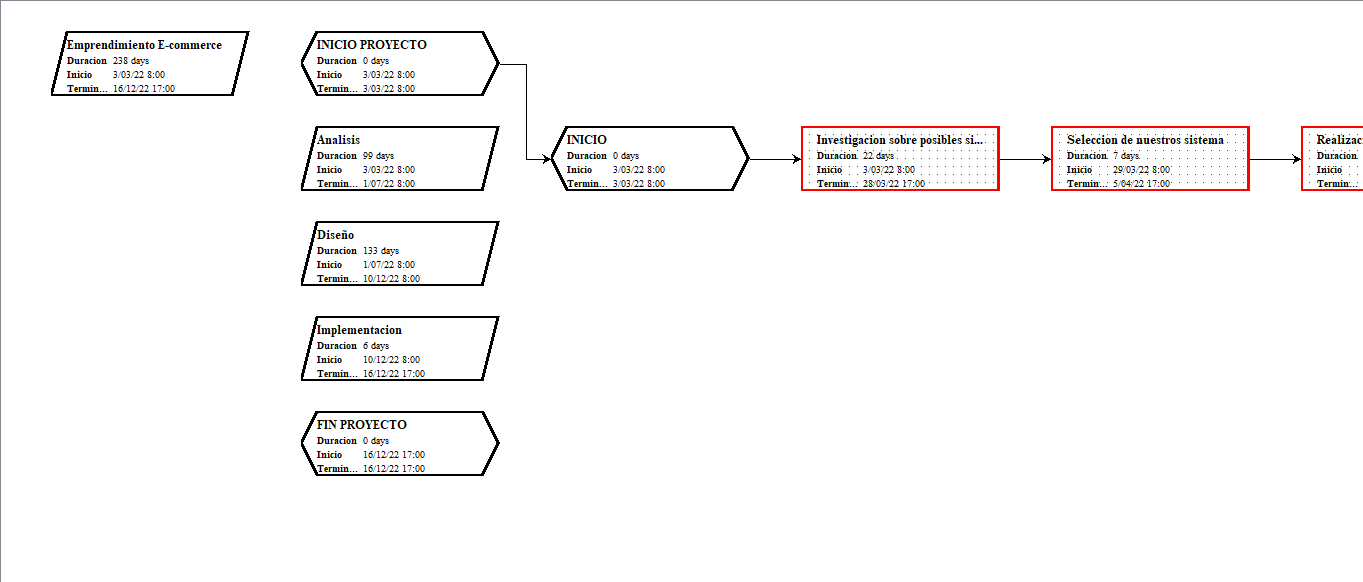 Emprendimiento E-commerce
Duracion 238 days
Inicio 3/03/22 8:00
Termin... 16/12/22 17:00
INICIO PROYECTO
Duracion 0 days
Inicio 3/03/22 8:00
Termin... 3/03/22 8:00
Analisis
Duracion 99 days
Inicio 3/03/22 8:00
Termin... 1/07/22 8:00
INICIO
Duracion 0 days
Inicio 3/03/22 8:00
Termin... 3/03/22 8:00
Investigacion sobre posibles si...
Duracion 22 days
Inicio 3/03/22 8:00
Termin... 28/03/22 17:00
Seleccion de nuestros sistema
Duracion 7 days
Inicio 29/03/22 8:00
Termin... 5/04/22 17:00
Realizac
Duracion
Inicio
Termin...
Diseño
Duracion 133 days
Inicio 1/07/22 8:00
Termin... 10/12/22 8:00
Implementacion
Duracion 6 days
Inicio 10/12/22 8:00
Termin... 16/12/22 17:00
FIN PROYECTO
Duracion 0 days
Inicio 16/12/22 17:00
Termin... 16/12/22 17:00